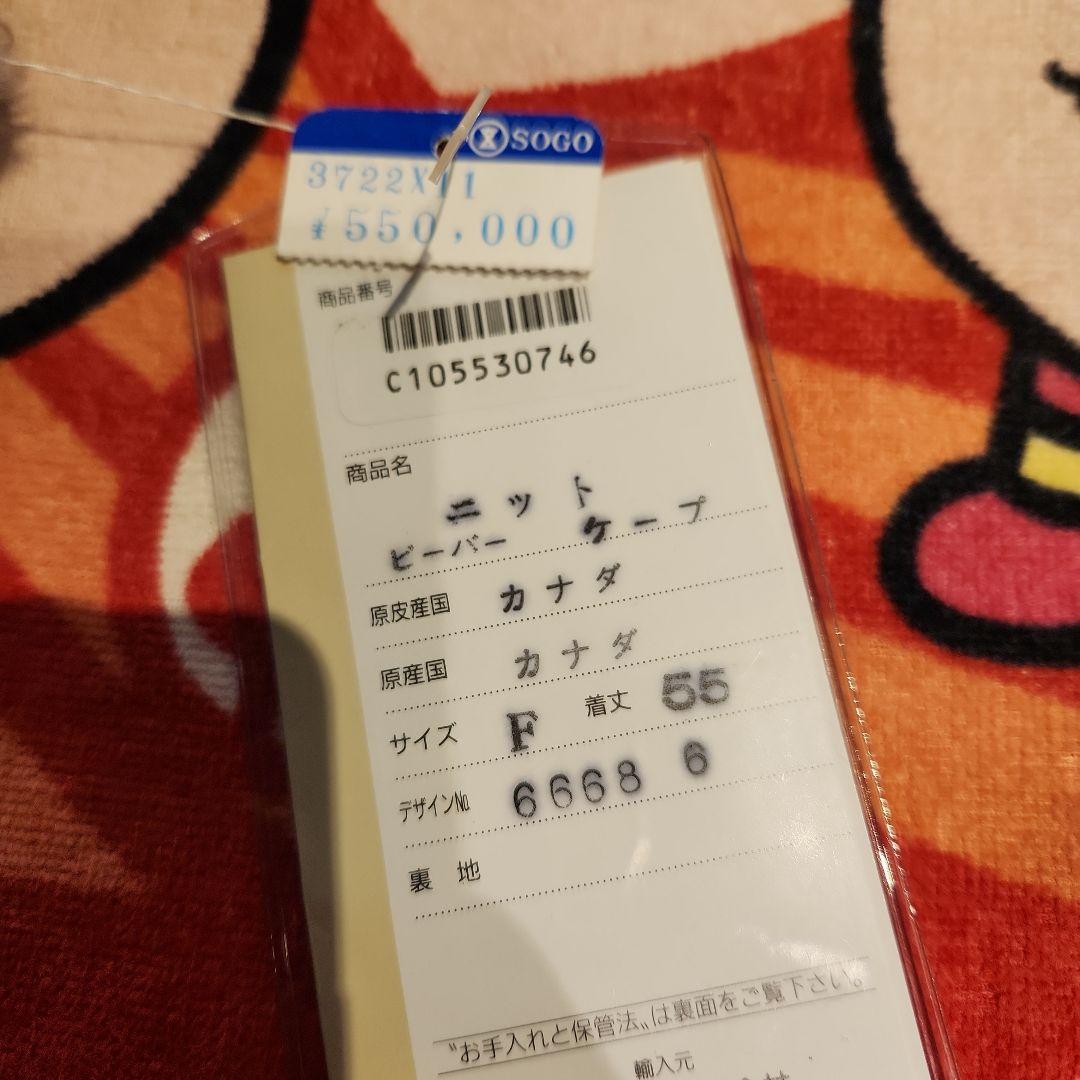 SOGO
3722X11
¥550,000
商品番号
C105530746
商品名
ニット
ビーバー ケープ
原皮産国 カナダ
原産国 カナダ
サイズ F 着丈 55
デザイン№ 6668 6
裏地
〝お手入れと保管法〟は裏面をご覧下さい。
輸入元